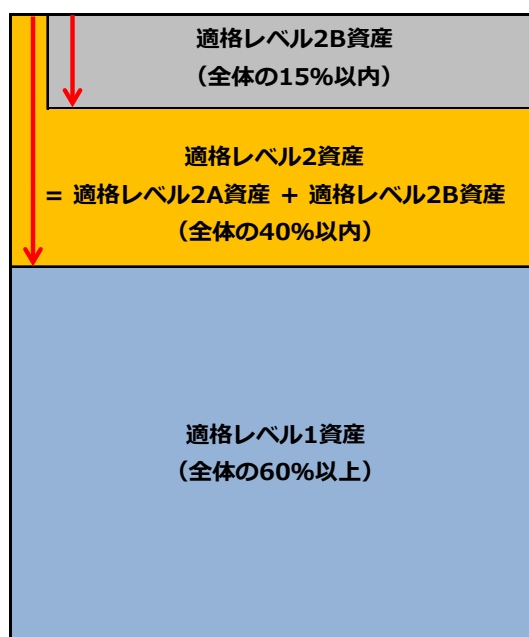 適格レベル2B資産
（全体の15%以内）
適格レベル2資産
= 適格レベル2A資産 + 適格レベル2B資産
（全体の40%以内）
適格レベル1資産
（全体の60%以上）